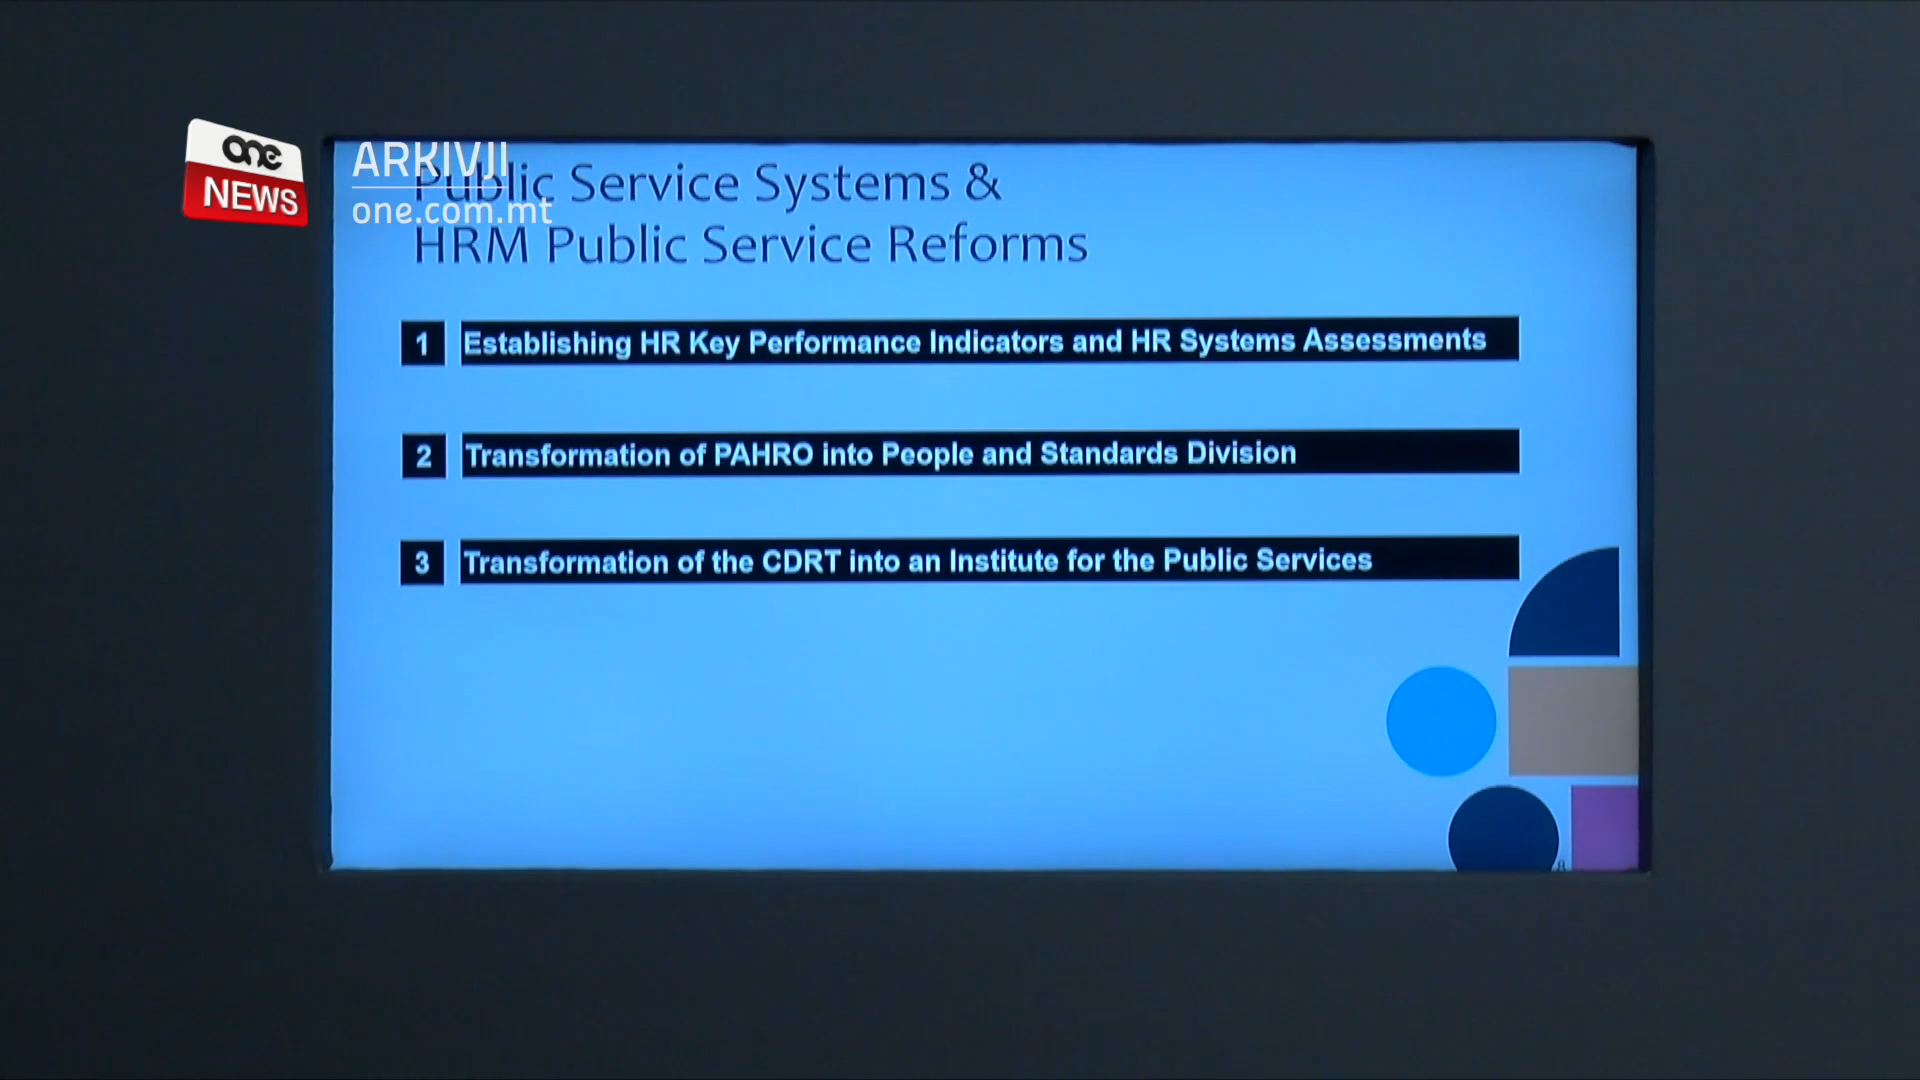 one
NEWS
ARKIVJI
one.com.mt
Public Service Systems &
HRM Public Service Reforms
1 Establishing HR Key Performance Indicators and HR Systems Assessments
2 Transformation of PAHRO into People and Standards Division
3 Transformation of the CDRT into an Institute for the Public Services
8